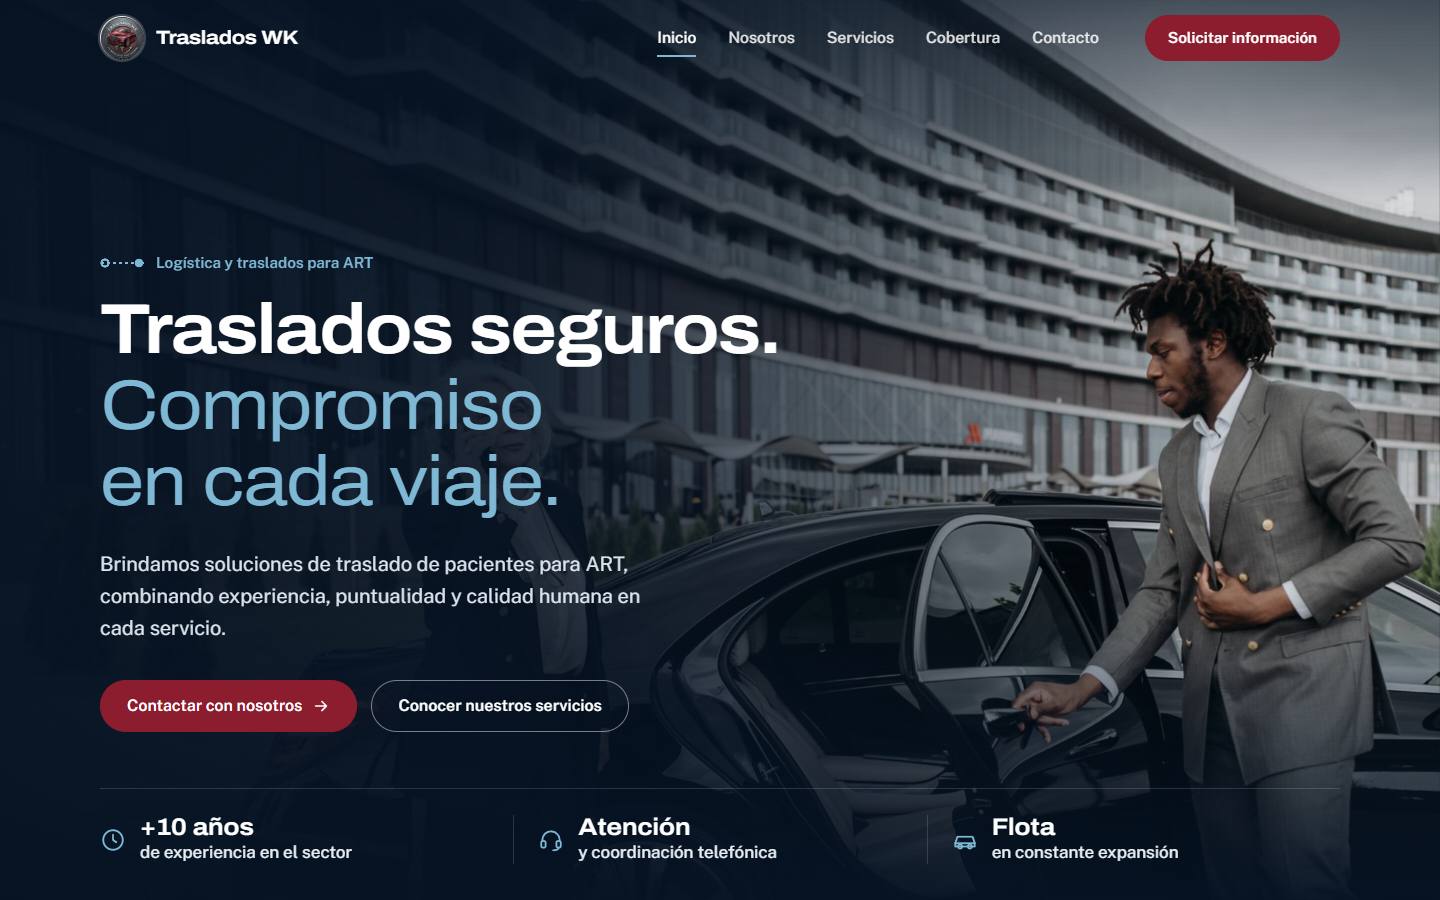 Traslados WK
Inicio
Nosotros
Servicios
Cobertura
Contacto
Solicitar información
Logística y traslados para ART
Traslados seguros.
Compromiso
en cada viaje.
Brindamos soluciones de traslado de pacientes para ART,
combinando experiencia, puntualidad y calidad humana en
cada servicio.
Contactar con nosotros →
Conocer nuestros servicios
+10 años
de experiencia en el sector
Atención
y coordinación telefónica
Flota
en constante expansión